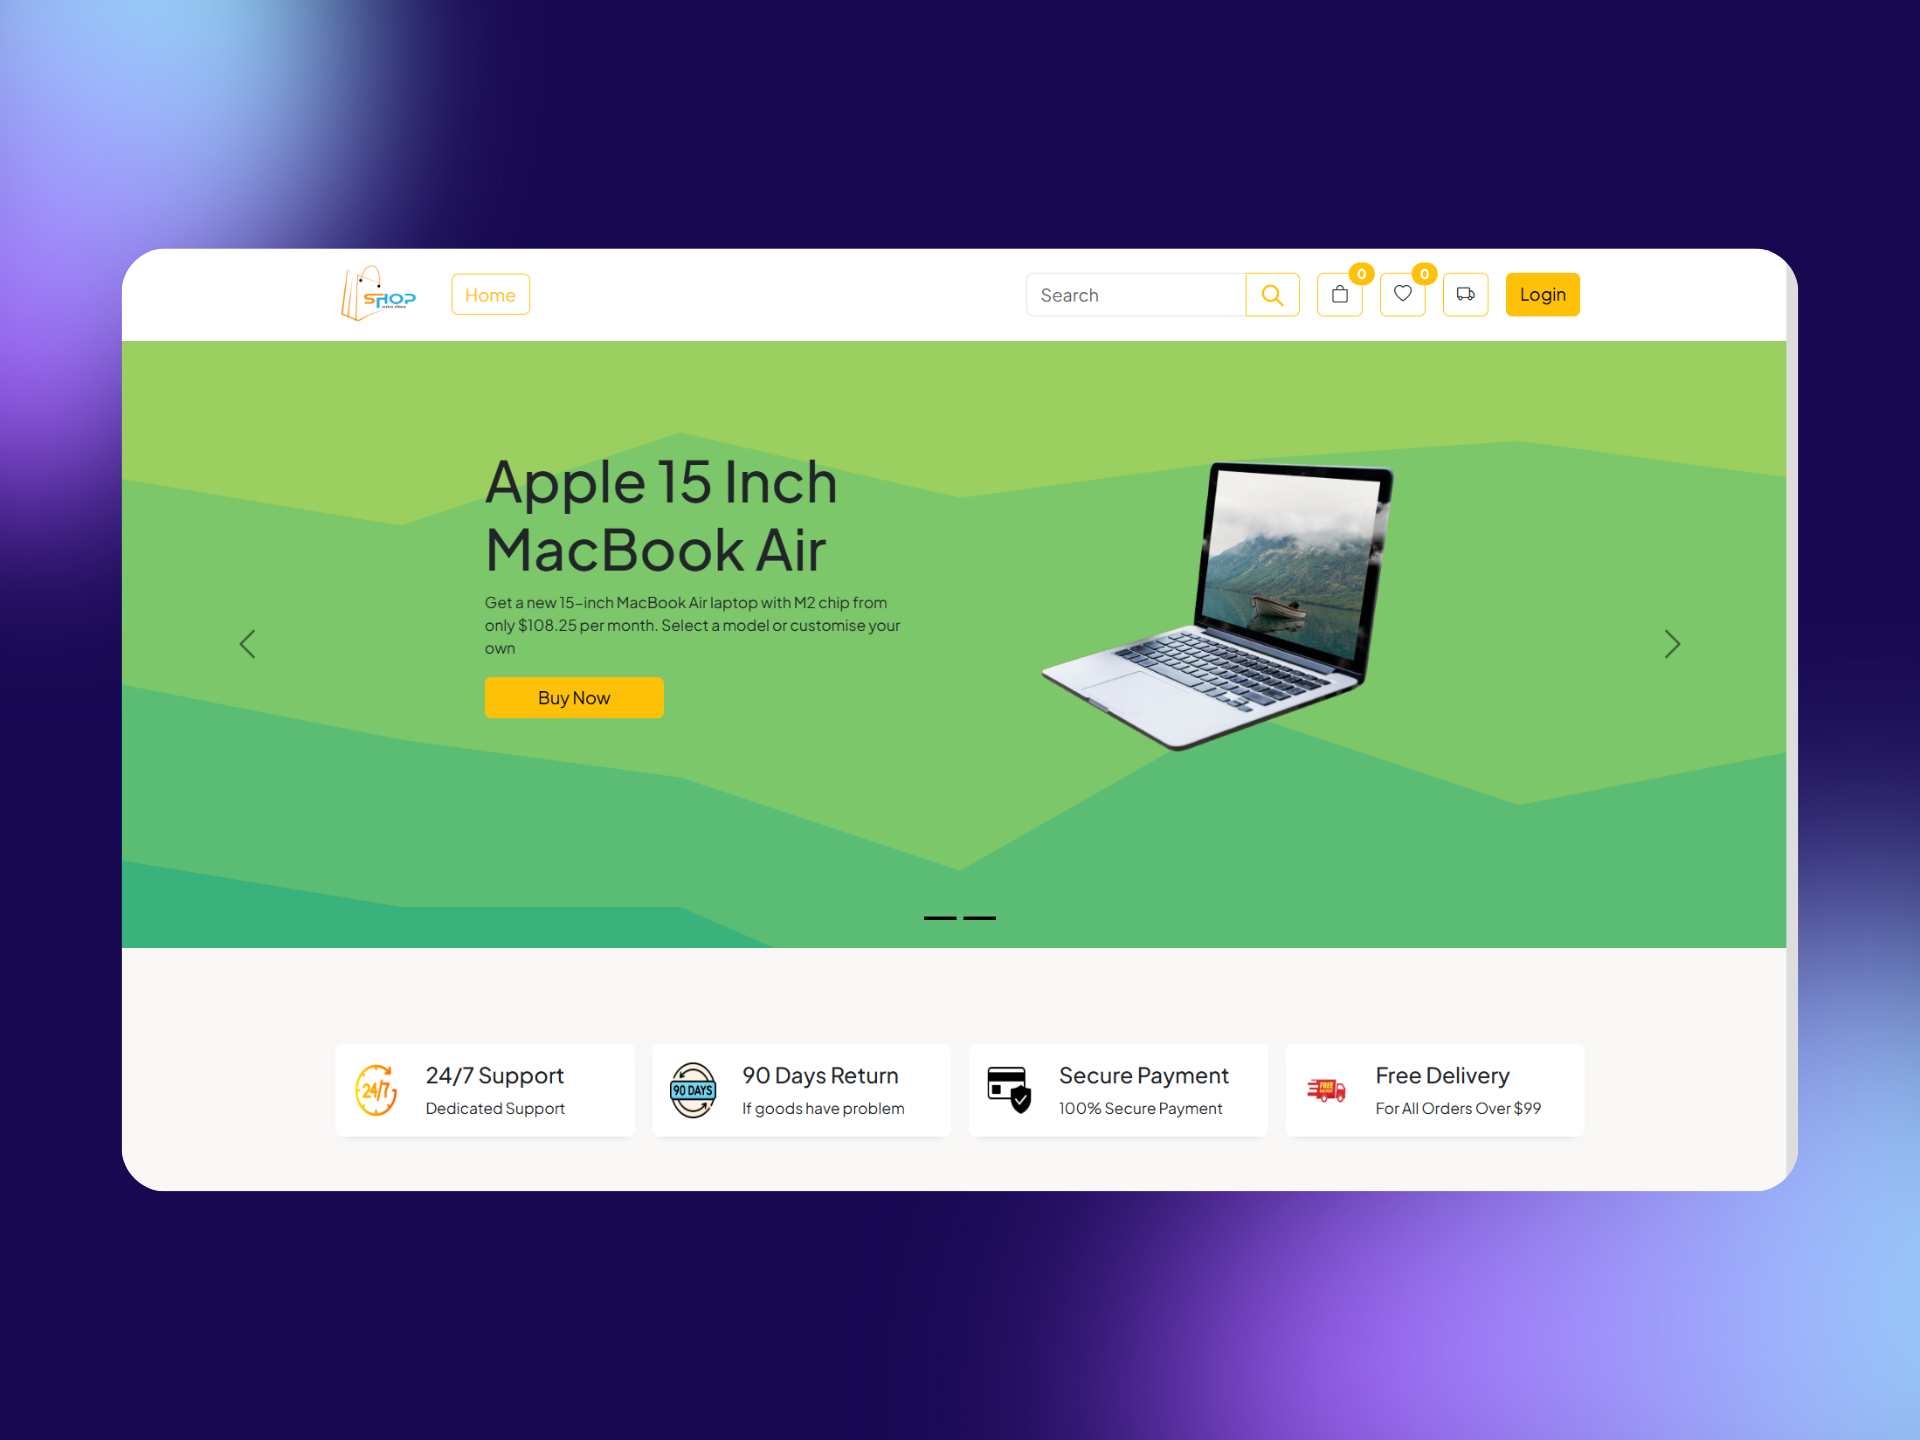 SHOP
Home
Search
0
0
Login
Apple 15 Inch
MacBook Air
Get a new 15-inch MacBook Air laptop with M2 chip from
only $108.25 per month. Select a model or customise your
own
Buy Now
24/7
24/7 Support
Dedicated Support
90 DAYS
90 Days Return
If goods have problem
Secure Payment
100% Secure Payment
FREE
Free Delivery
For All Orders Over $99